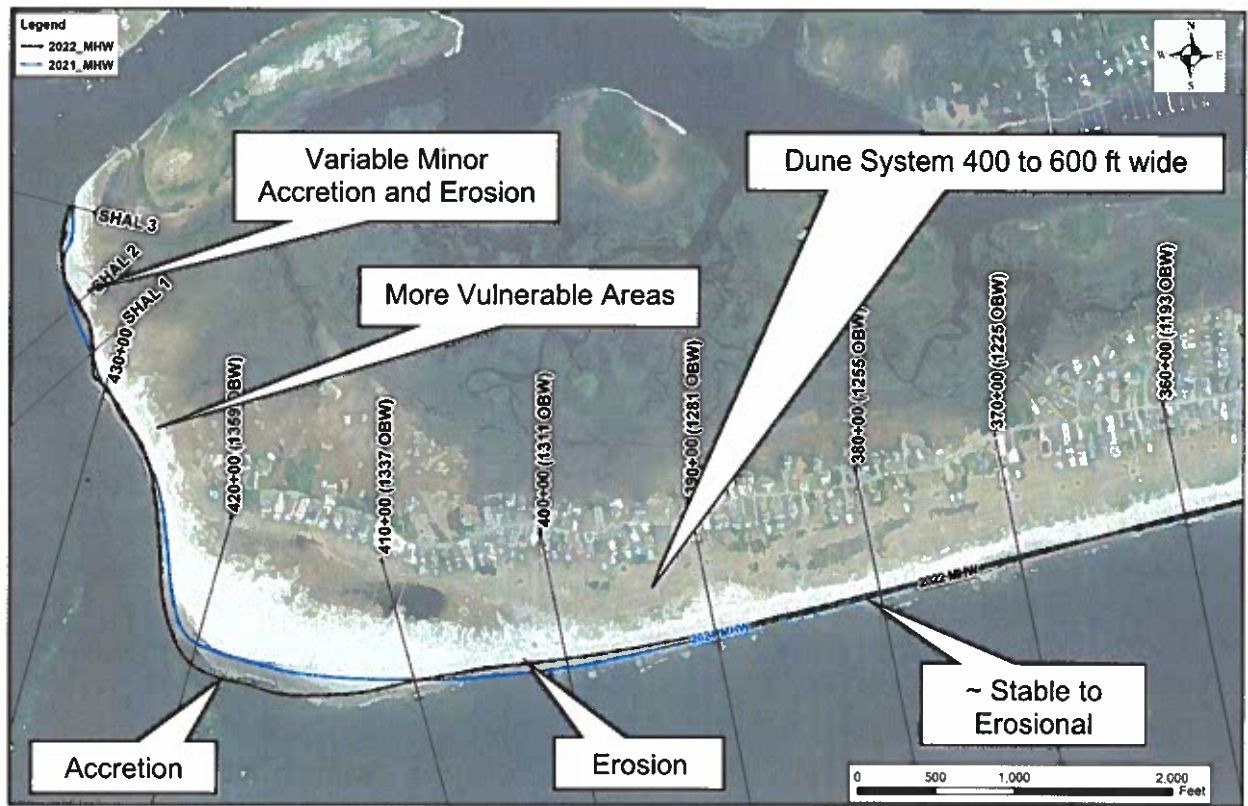 Legend
2022_MHW
2021_MHW
N
W E
S
Variable Minor
Accretion and Erosion
Dune System 400 to 600 ft wide
More Vulnerable Areas
SHAL 3
SHAL 2
SHAL 1
430+00
420+00 (1359 OBW)
410+00 (1337 OBW)
400+00 (1311 OBW)
390+00 (1281 OBW)
380+00 (1255 OBW)
370+00 (1225 OBW)
360+00 (1193 OBW)
2022 MHW
2021 MHW
~ Stable to
Erosional
Accretion
Erosion
0 500 1,000 2,000
Feet